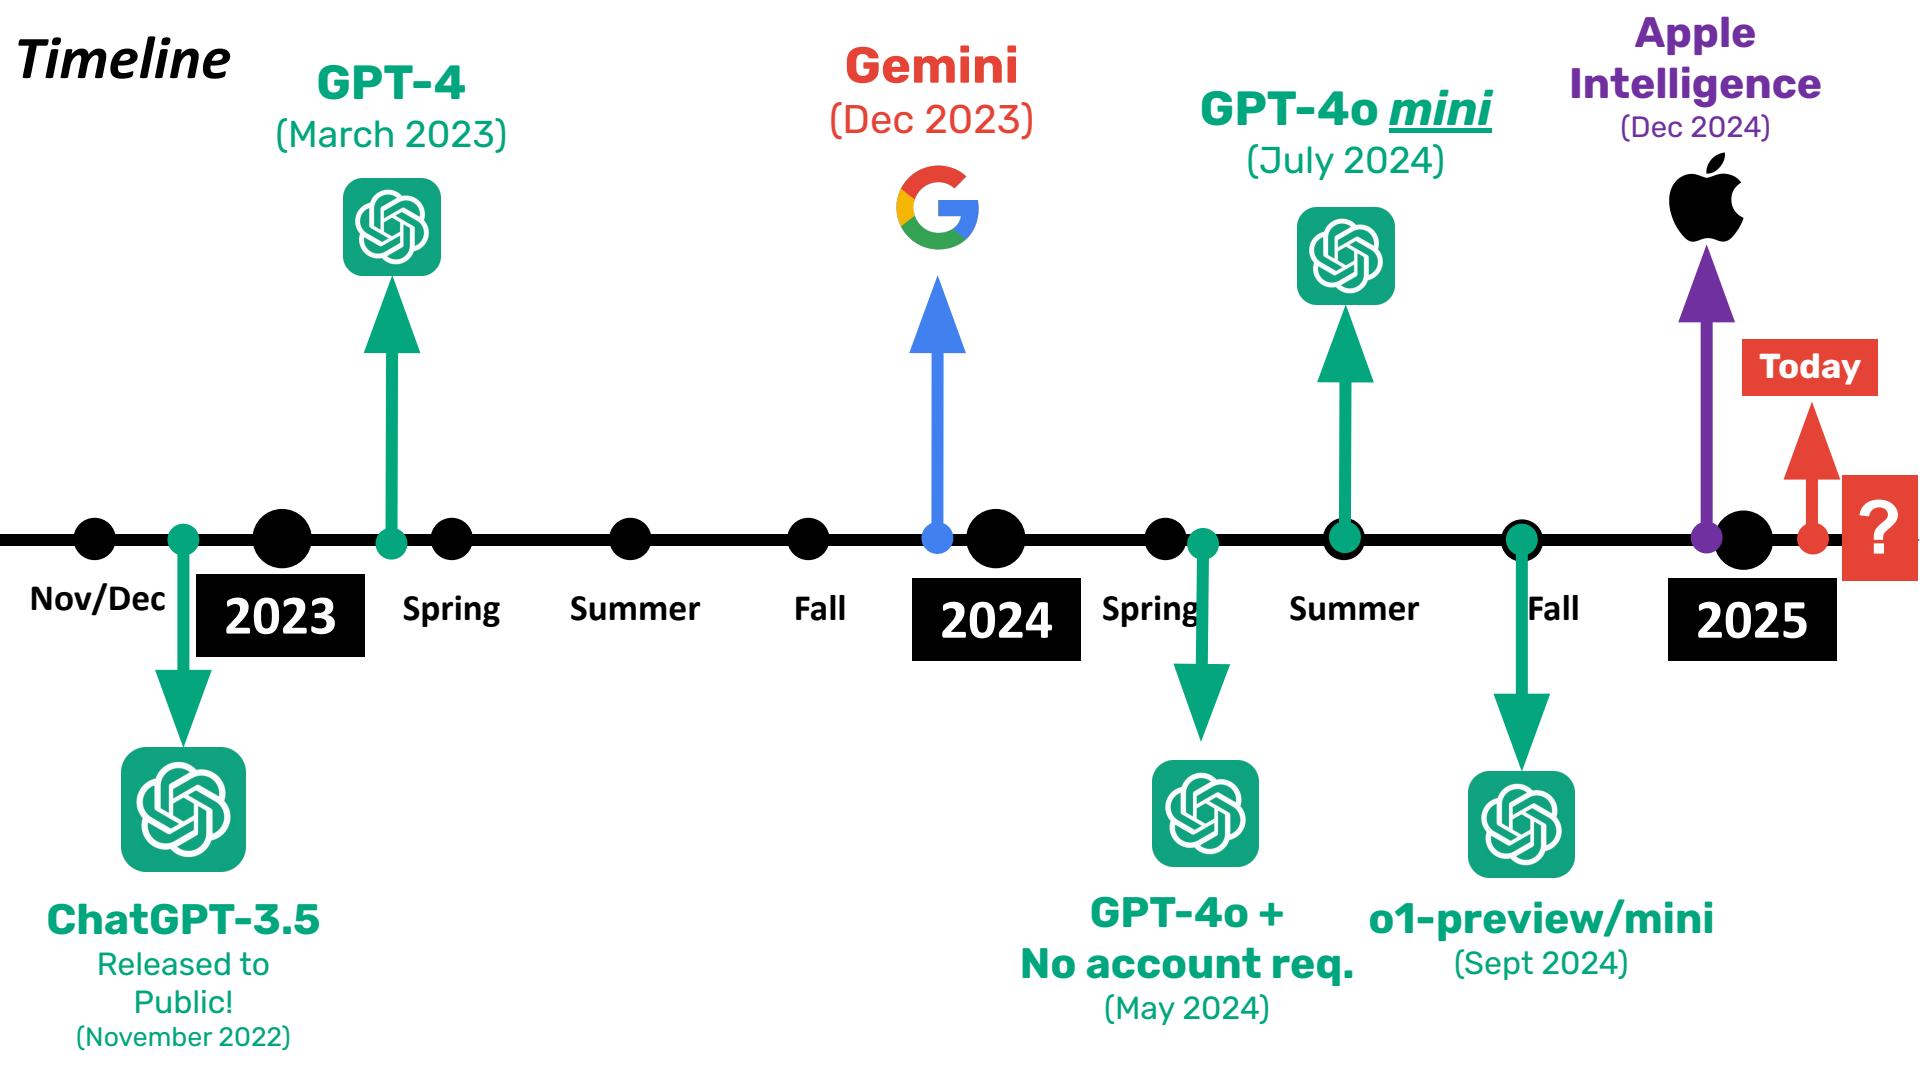 Timeline
GPT-4
(March 2023)
Gemini
(Dec 2023)
GPT-4o mini
(July 2024)
Apple
Intelligence
(Dec 2024)
Today
?
Nov/Dec
2023
Spring
Summer
Fall
2024
Spring
Summer
Fall
2025
ChatGPT-3.5
Released to
Public!
(November 2022)
GPT-4o +
No account req.
(May 2024)
o1-preview/mini
(Sept 2024)